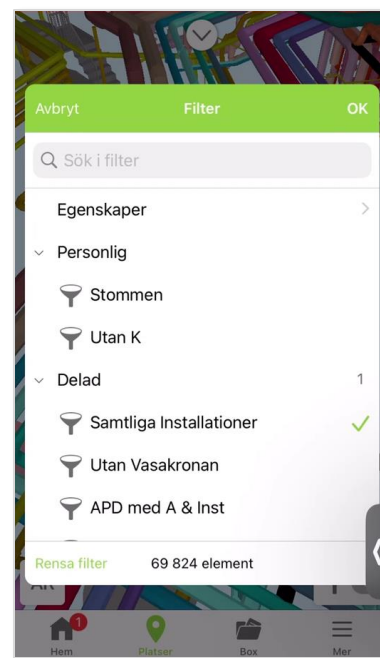 Avbryt Filter OK
Sök i filter
Egenskaper
Personlig
Stommen
Utan K
Delad 1
Samtliga Installationer
Utan Vasakronan
APD med A & Inst
Rensa filter 69 824 element
1
Hem Platser Box Mer